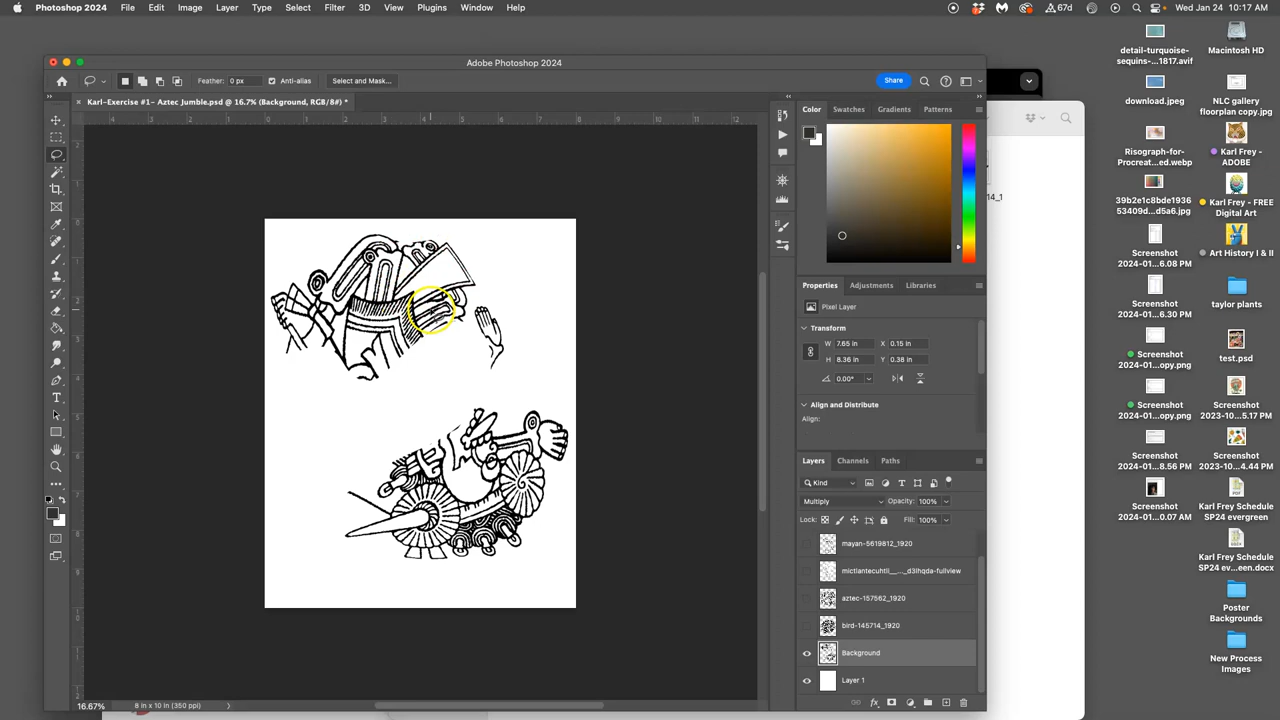 Photoshop 2024 File Edit Image Layer Type Select Filter 3D View Plugins Window Help 67d Wed Jan 24 10:17 AM
Adobe Photoshop 2024
Feather: 0 px Anti-alias Select and Mask... Share
Karl-Exercise #1- Aztec Jumble.psd @ 16.7% (Background, RGB/8#) *
Color Swatches Gradients Patterns
Properties Adjustments Libraries
Pixel Layer
Transform
W 7.65 in X 0.15 in
H 8.36 in Y 0.38 in
0.00°
Align and Distribute
Align:
Layers Channels Paths
Kind
Multiply Opacity: 100%
Lock: Fill: 100%
mayan-5619812_1920
aztec-157562_1920
bird-145714_1920
Background
Layer 1
16.67% 8 in x 10 in (350 ppi)
14_1
detail-turquoise-
sequins-...1817.avif
Macintosh HD
download.jpeg
NLC gallery
floorplan copy.jpg
Risograph-for-
Procreat...ed.webp
Karl Frey -
ADOBE
39b2e1c8bde1936
53409d...d5a6.jpg
Karl Frey - FREE
Digital Art
Screenshot
2024-01...6.08 PM
Art History I & II
Screenshot
2024-01...opy.png
taylor plants
Screenshot
2024-01...opy.png
test.psd
Screenshot
2024-01...opy.png
Screenshot
2023-10...5.17 PM
Screenshot
2024-01...8.56 PM
Screenshot
2023-10...4.44 PM
Screenshot
2024-01...0.07 AM
Karl Frey Schedule
SP24 evergreen
Karl Frey Schedule
SP24 ev...een.docx
Poster
Backgrounds
New Process
Images